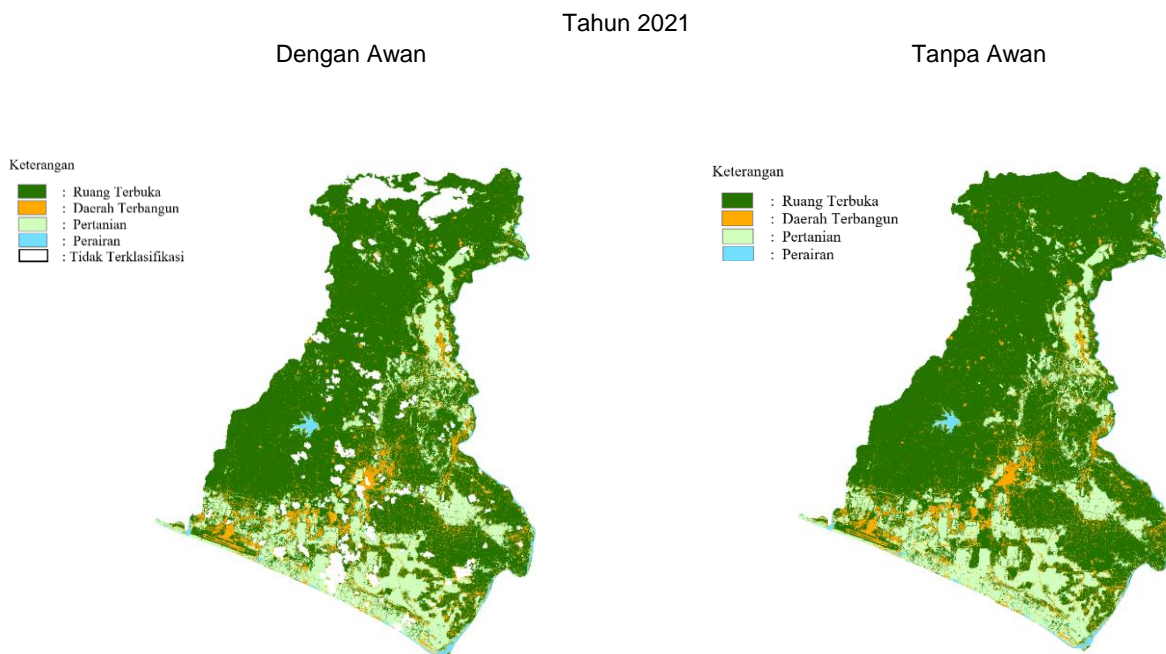 Tahun 2021
Dengan Awan
Tanpa Awan
Keterangan
: Ruang Terbuka
: Daerah Terbangun
: Pertanian
: Perairan
: Tidak Terklasifikasi
Keterangan
: Ruang Terbuka
: Daerah Terbangun
: Pertanian
: Perairan